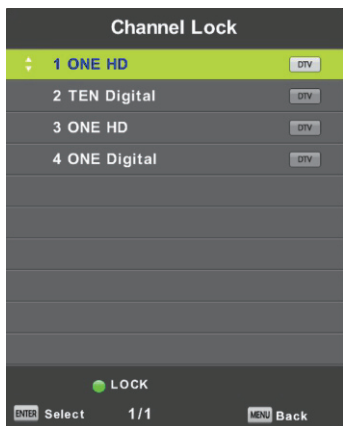 Channel Lock
1 ONE HD DTV
2 TEN Digital DTV
3 ONE HD DTV
4 ONE Digital DTV
LOCK
ENTER Select 1/1 MENU Back